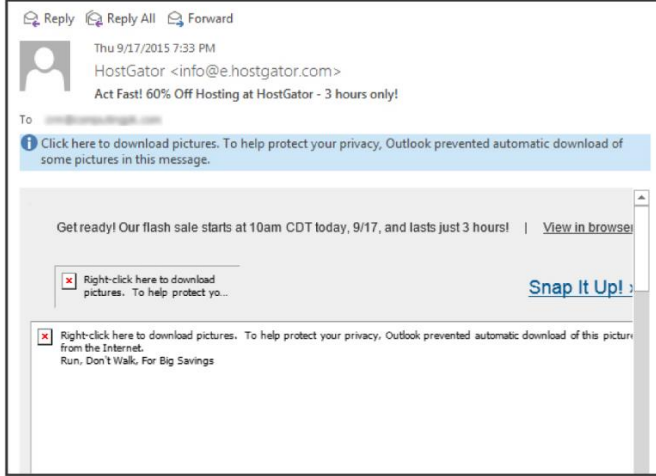 Reply Reply All Forward
Thu 9/17/2015 7:33 PM
HostGator <info@e.hostgator.com>
Act Fast! 60% Off Hosting at HostGator - 3 hours only!
To
Click here to download pictures. To help protect your privacy, Outlook prevented automatic download of
some pictures in this message.
Get ready! Our flash sale starts at 10am CDT today, 9/17, and lasts just 3 hours! | View in browser
Right-click here to download
pictures. To help protect yo...
Snap It Up! ›
Right-click here to download pictures. To help protect your privacy, Outlook prevented automatic download of this picture
from the Internet.
Run, Don't Walk, For Big Savings